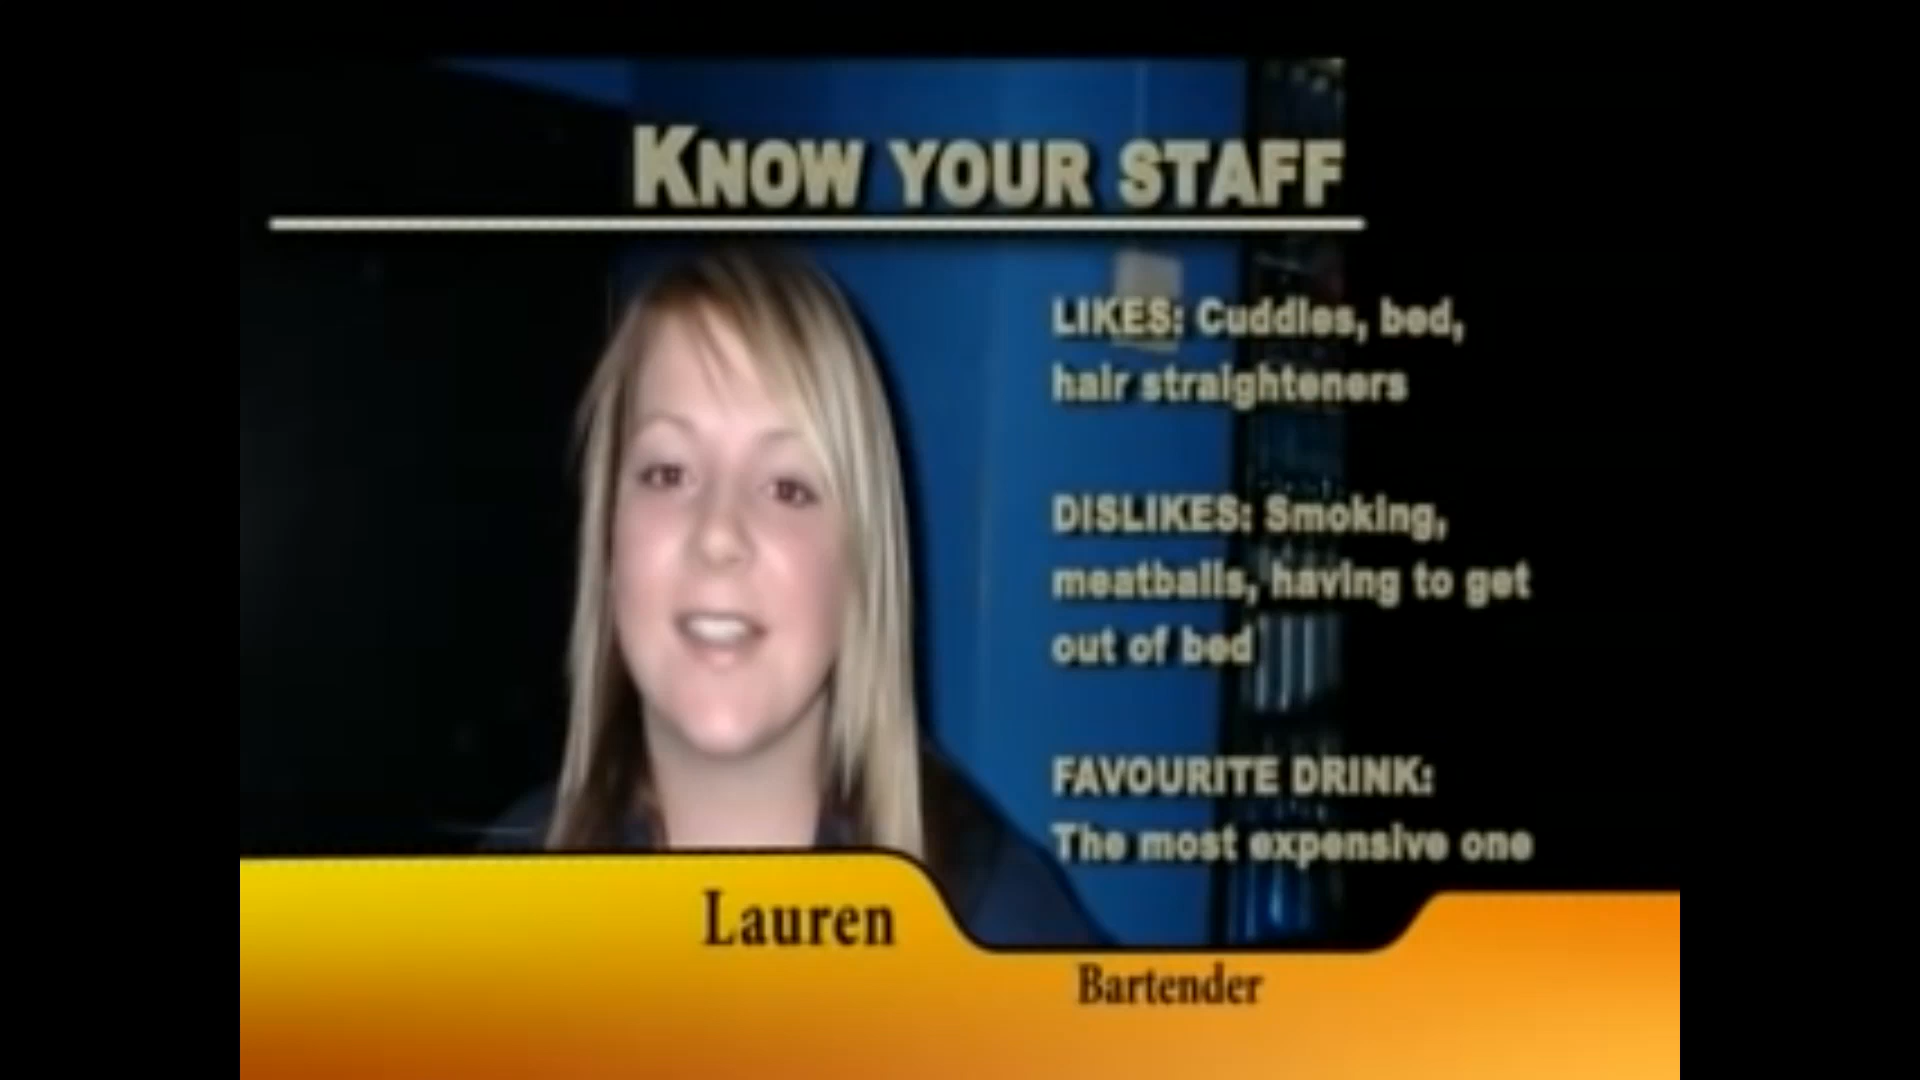 KNOW YOUR STAFF
LIKES: Cuddles, bed,
hair straighteners
DISLIKES: Smoking,
meatballs, having to get
out of bed
FAVOURITE DRINK:
The most expensive one
Lauren
Bartender